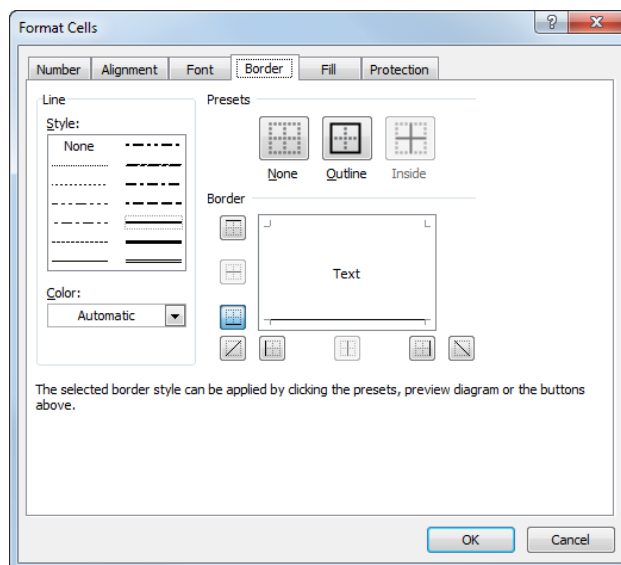 Format Cells
?
Number Alignment Font Border Fill Protection
Line
Style:
None
Color:
Automatic
Presets
None Outline Inside
Border
Text
The selected border style can be applied by clicking the presets, preview diagram or the buttons
above.
OK Cancel